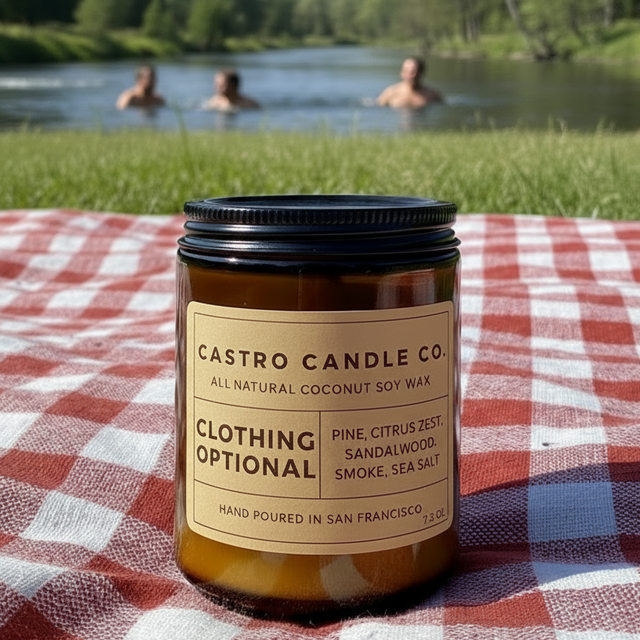 CASTRO CANDLE CO.
ALL NATURAL COCONUT SOY WAX
CLOTHING
OPTIONAL
PINE, CITRUS ZEST,
SANDALWOOD.
SMOKE, SEA SALT
HAND POURED IN SAN FRANCISCO
7.3 Oz